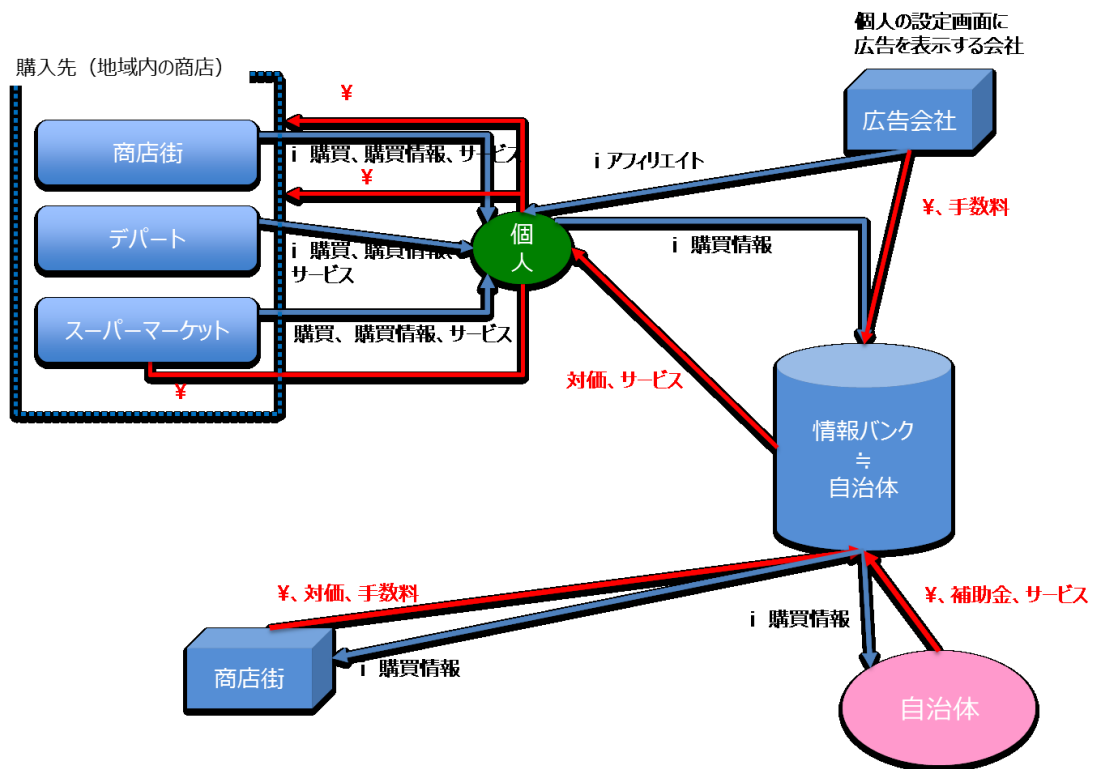 個人の設定画面に
広告を表示する会社
購入先（地域内の商店）
¥
広告会社
商店街
i 購買、購買情報、サービス
i アフィリエイト
¥
¥、手数料
デパート
個
人
i 購買情報
i 購買、購買情報、
サービス
スーパーマーケット
購買、購買情報、サービス
¥
対価、サービス
情報バンク
≒
自治体
¥、対価、手数料
¥、補助金、サービス
i 購買情報
i 購買情報
商店街
自治体